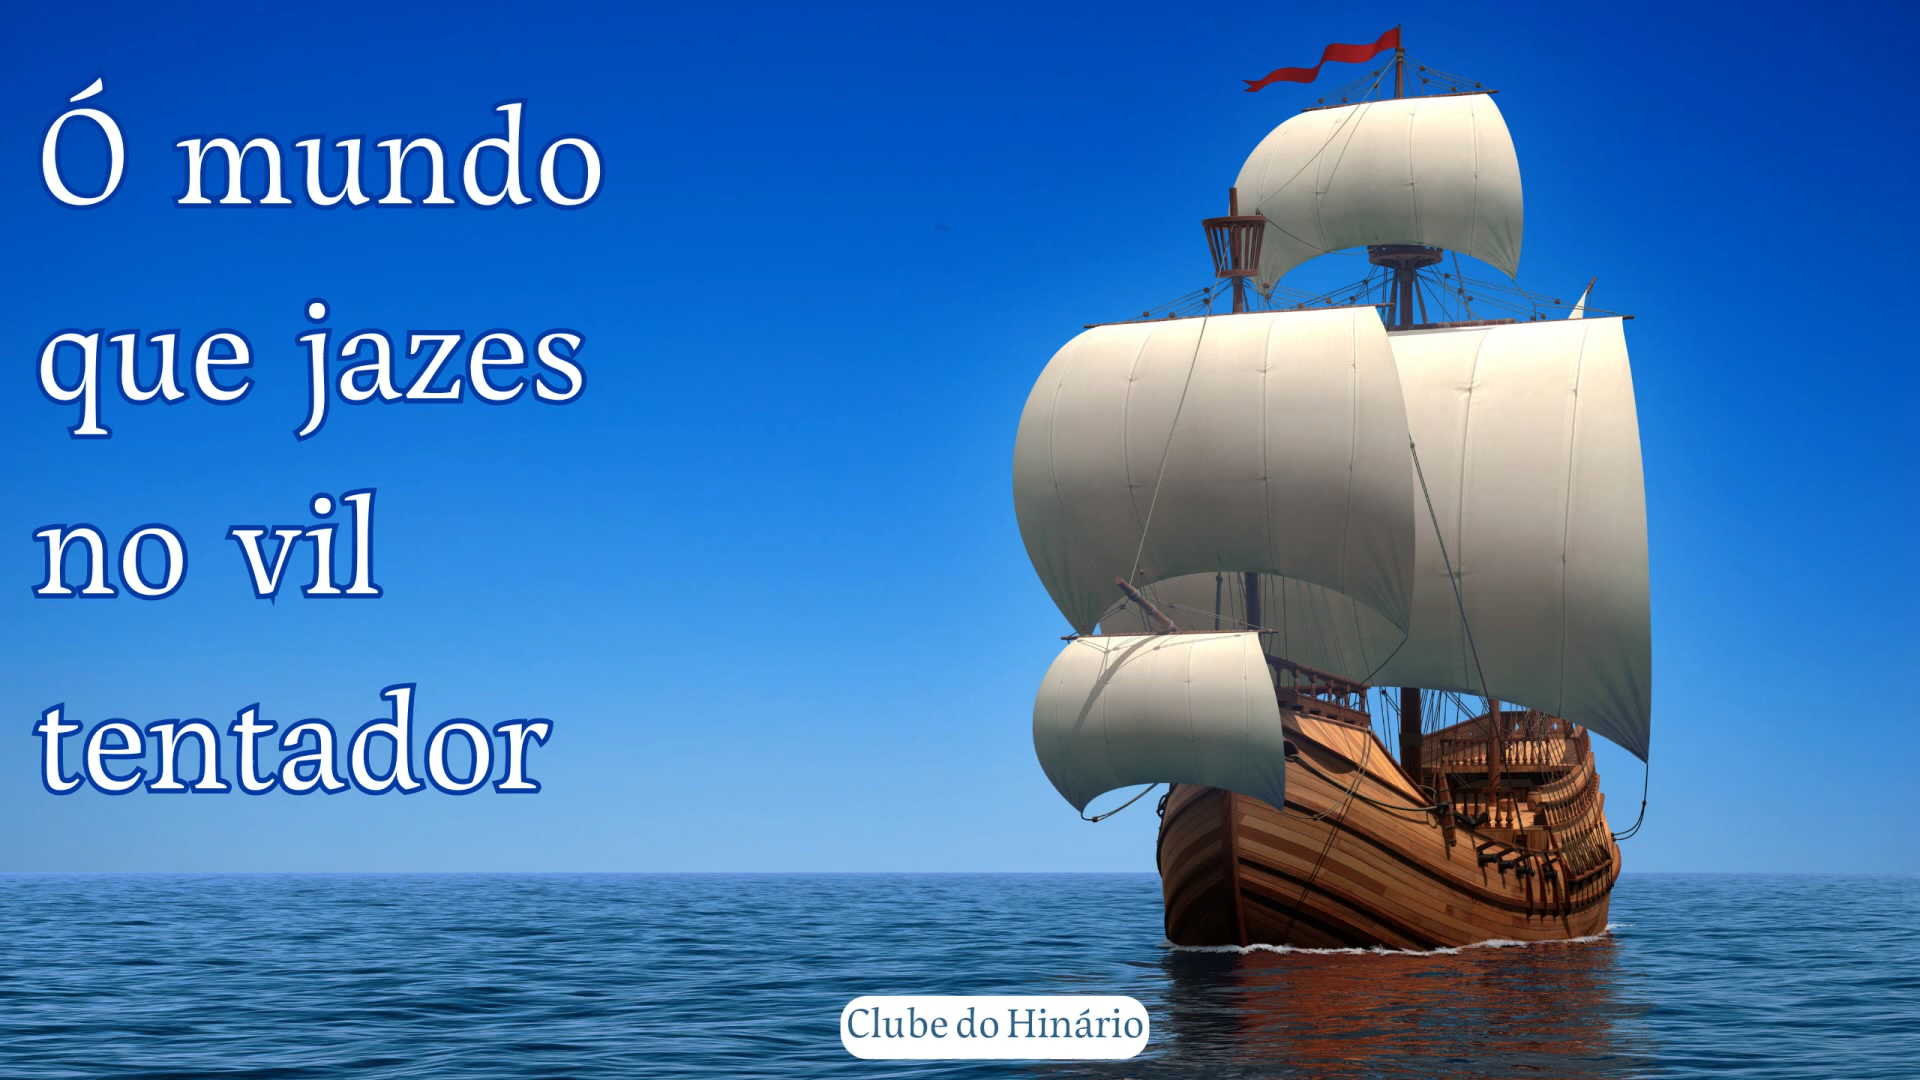 Ó mundo
que jazes
no vil
tentador
Clube do Hinário